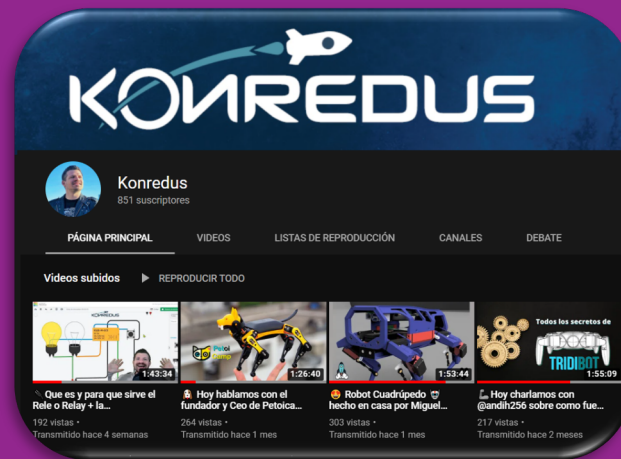 KONREDUS
Konredus
851 suscriptores
PÁGINA PRINCIPAL VIDEOS LISTAS DE REPRODUCCIÓN CANALES DEBATE
Videos subidos REPRODUCIR TODO
KONREDUS
Petoi
Camp
Todos los secretos de
TRIDIBOT
1:43:34 1:26:40 1:53:44 1:55:09
Que es y para que sirve el
Rele o Relay + la...
192 vistas •
Transmitido hace 4 semanas
Hoy hablamos con el
fundador y Ceo de Petoica...
264 vistas •
Transmitido hace 1 mes
Robot Cuadrúpedo
hecho en casa por Miguel...
303 vistas •
Transmitido hace 1 mes
Hoy charlamos con
@andih256 sobre como fue...
217 vistas •
Transmitido hace 2 meses